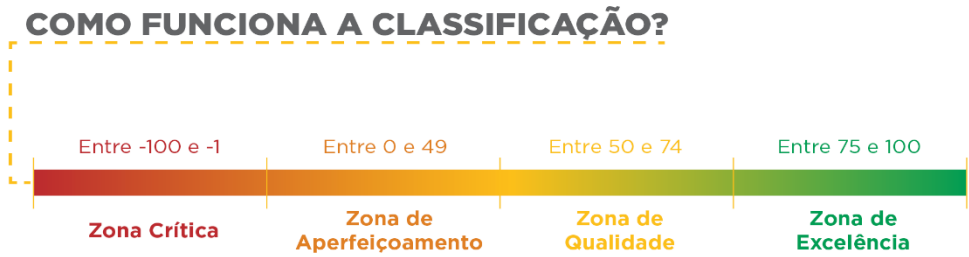 COMO FUNCIONA A CLASSIFICAÇÃO?
Entre -100 e -1
Entre 0 e 49
Entre 50 e 74
Entre 75 e 100
Zona Crítica
Zona de
Aperfeiçoamento
Zona de
Qualidade
Zona de
Excelência